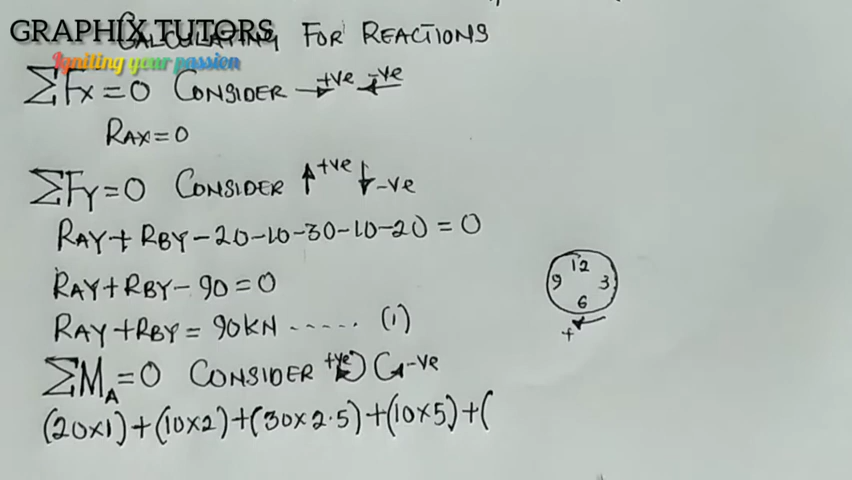 GRAPHIX TUTORS
CALCULATING FOR REACTIONS
Igniting your passion
ΣFx=0 CONSIDER → +ve ← -ve
RAX=0
ΣFy=0 CONSIDER ↑ +ve ↓ -ve
RAY+RBY-20-10-30-10-20=0
RAY+RBY-90=0
RAY+RBY=90KN ...... (1)
12
9 3
6
+
ΣMA=0 CONSIDER +ve -ve
(20×1)+(10×2)+(30×2.5)+(10×5)+(